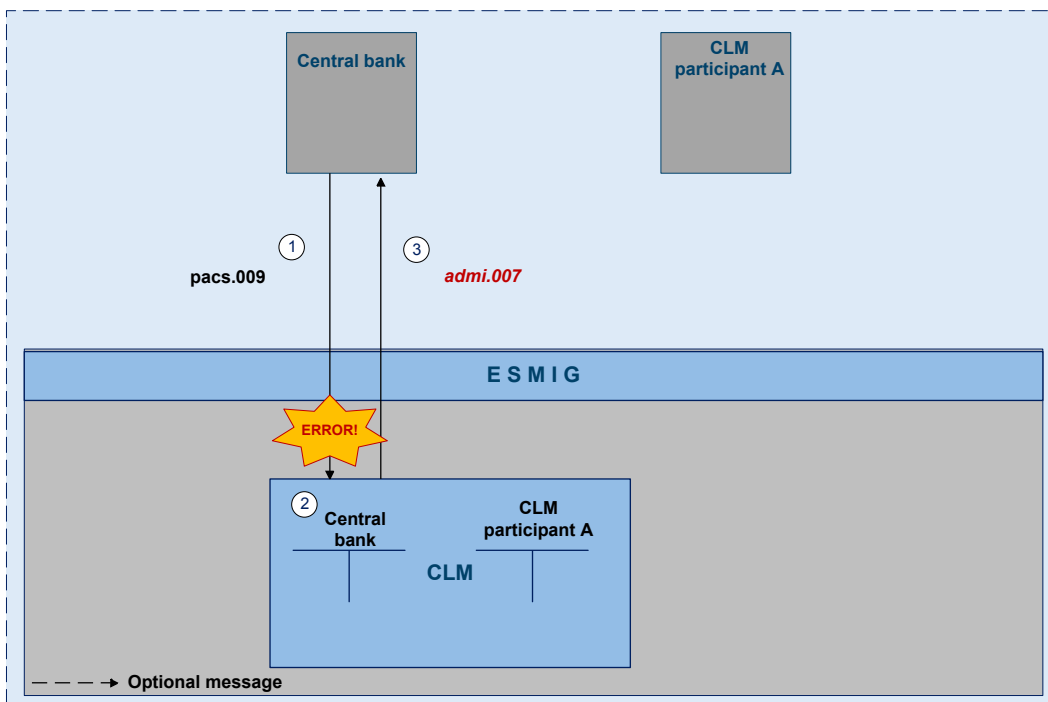 Central bank
CLM
participant A
1
3
pacs.009
admi.007
E S M I G
ERROR!
2
Central
bank
CLM
participant A
CLM
Optional message